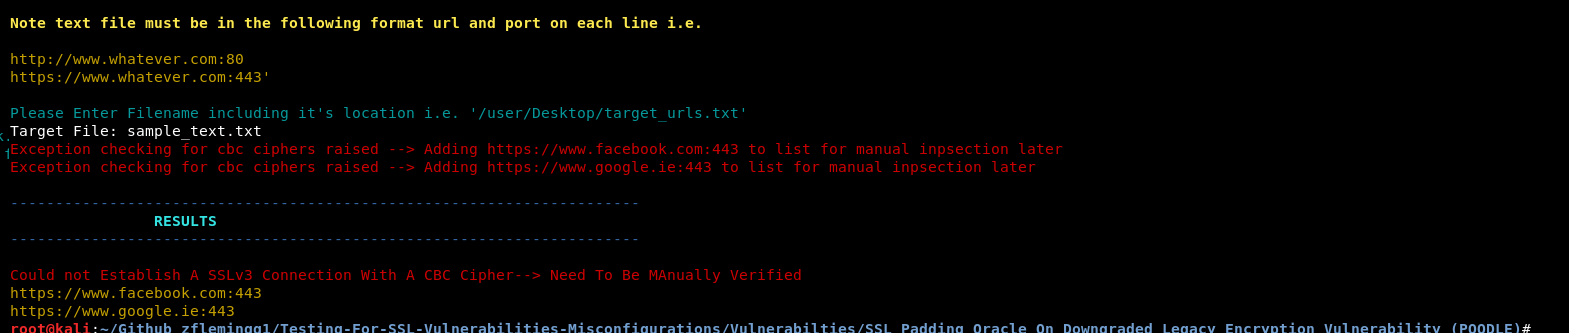 Note text file must be in the following format url and port on each line i.e.
http://www.whatever.com:80
https://www.whatever.com:443'
Please Enter Filename including it's location i.e. '/user/Desktop/target_urls.txt'
Target File: sample_text.txt
Exception checking for cbc ciphers raised --> Adding https://www.facebook.com:443 to list for manual inpsection later
Exception checking for cbc ciphers raised --> Adding https://www.google.ie:443 to list for manual inpsection later
----------------------------------------------------------------------
RESULTS
----------------------------------------------------------------------
Could not Establish A SSLv3 Connection With A CBC Cipher--> Need To Be MAnually Verified
https://www.facebook.com:443
https://www.google.ie:443
root@kali:~/Github_zflemingg1/Testing-For-SSL-Vulnerabilities-Misconfigurations/Vulnerabilties/SSL_Padding_Oracle_On_Downgraded_Legacy_Encryption_Vulnerability_(POODLE)#